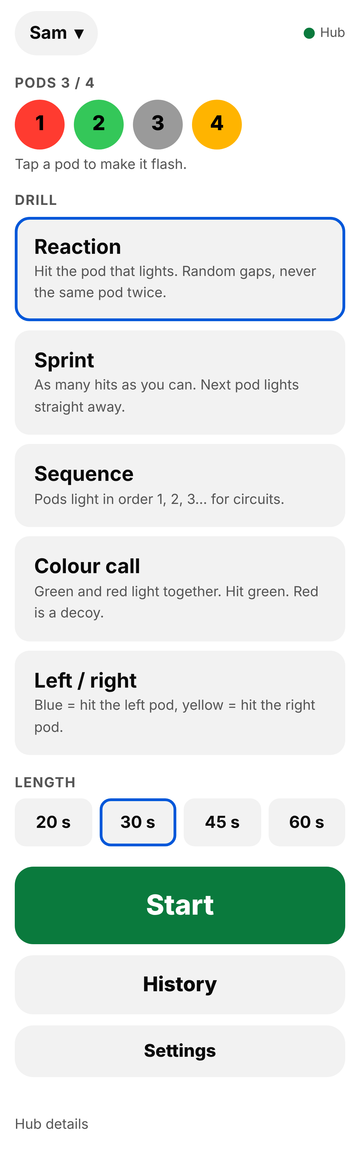 Sam ▼
Hub
PODS 3 / 4
1
2
3
4
Tap a pod to make it flash.
DRILL
Reaction
Hit the pod that lights. Random gaps, never
the same pod twice.
Sprint
As many hits as you can. Next pod lights
straight away.
Sequence
Pods light in order 1, 2, 3... for circuits.
Colour call
Green and red light together. Hit green. Red
is a decoy.
Left / right
Blue = hit the left pod, yellow = hit the right
pod.
LENGTH
20 s
30 s
45 s
60 s
Start
History
Settings
Hub details